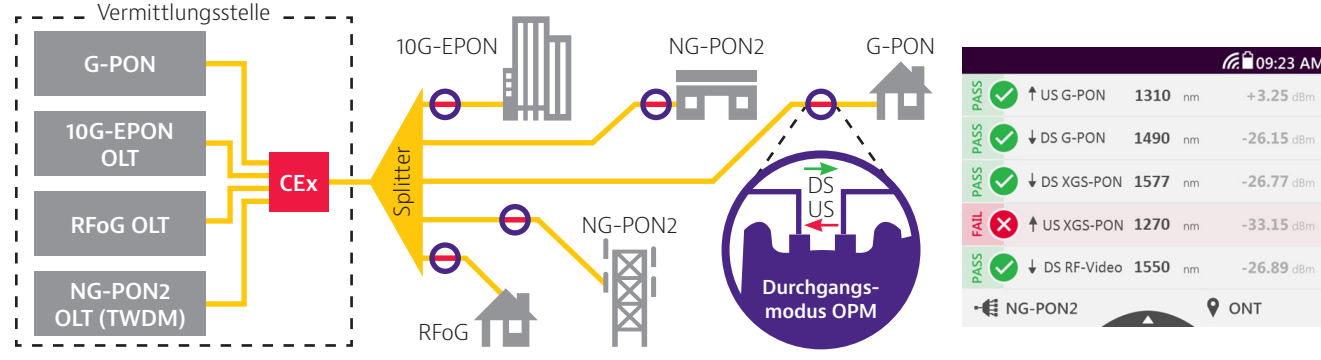 Vermittlungsstelle
G-PON
10G-EPON
OLT
RFoG OLT
NG-PON2
OLT (TWDM)
CEx
Splitter
10G-EPON
NG-PON2
G-PON
NG-PON2
RFoG
DS
US
Durchgangs-
modus OPM
09:23 AM
PASS ↑ US G-PON 1310 nm +3.25 dBm
PASS ↓ DS G-PON 1490 nm -26.15 dBm
PASS ↓ DS XGS-PON 1577 nm -26.77 dBm
FAIL ↑ US XGS-PON 1270 nm -33.15 dBm
PASS ↓ DS RF-Video 1550 nm -26.89 dBm
NG-PON2 ONT